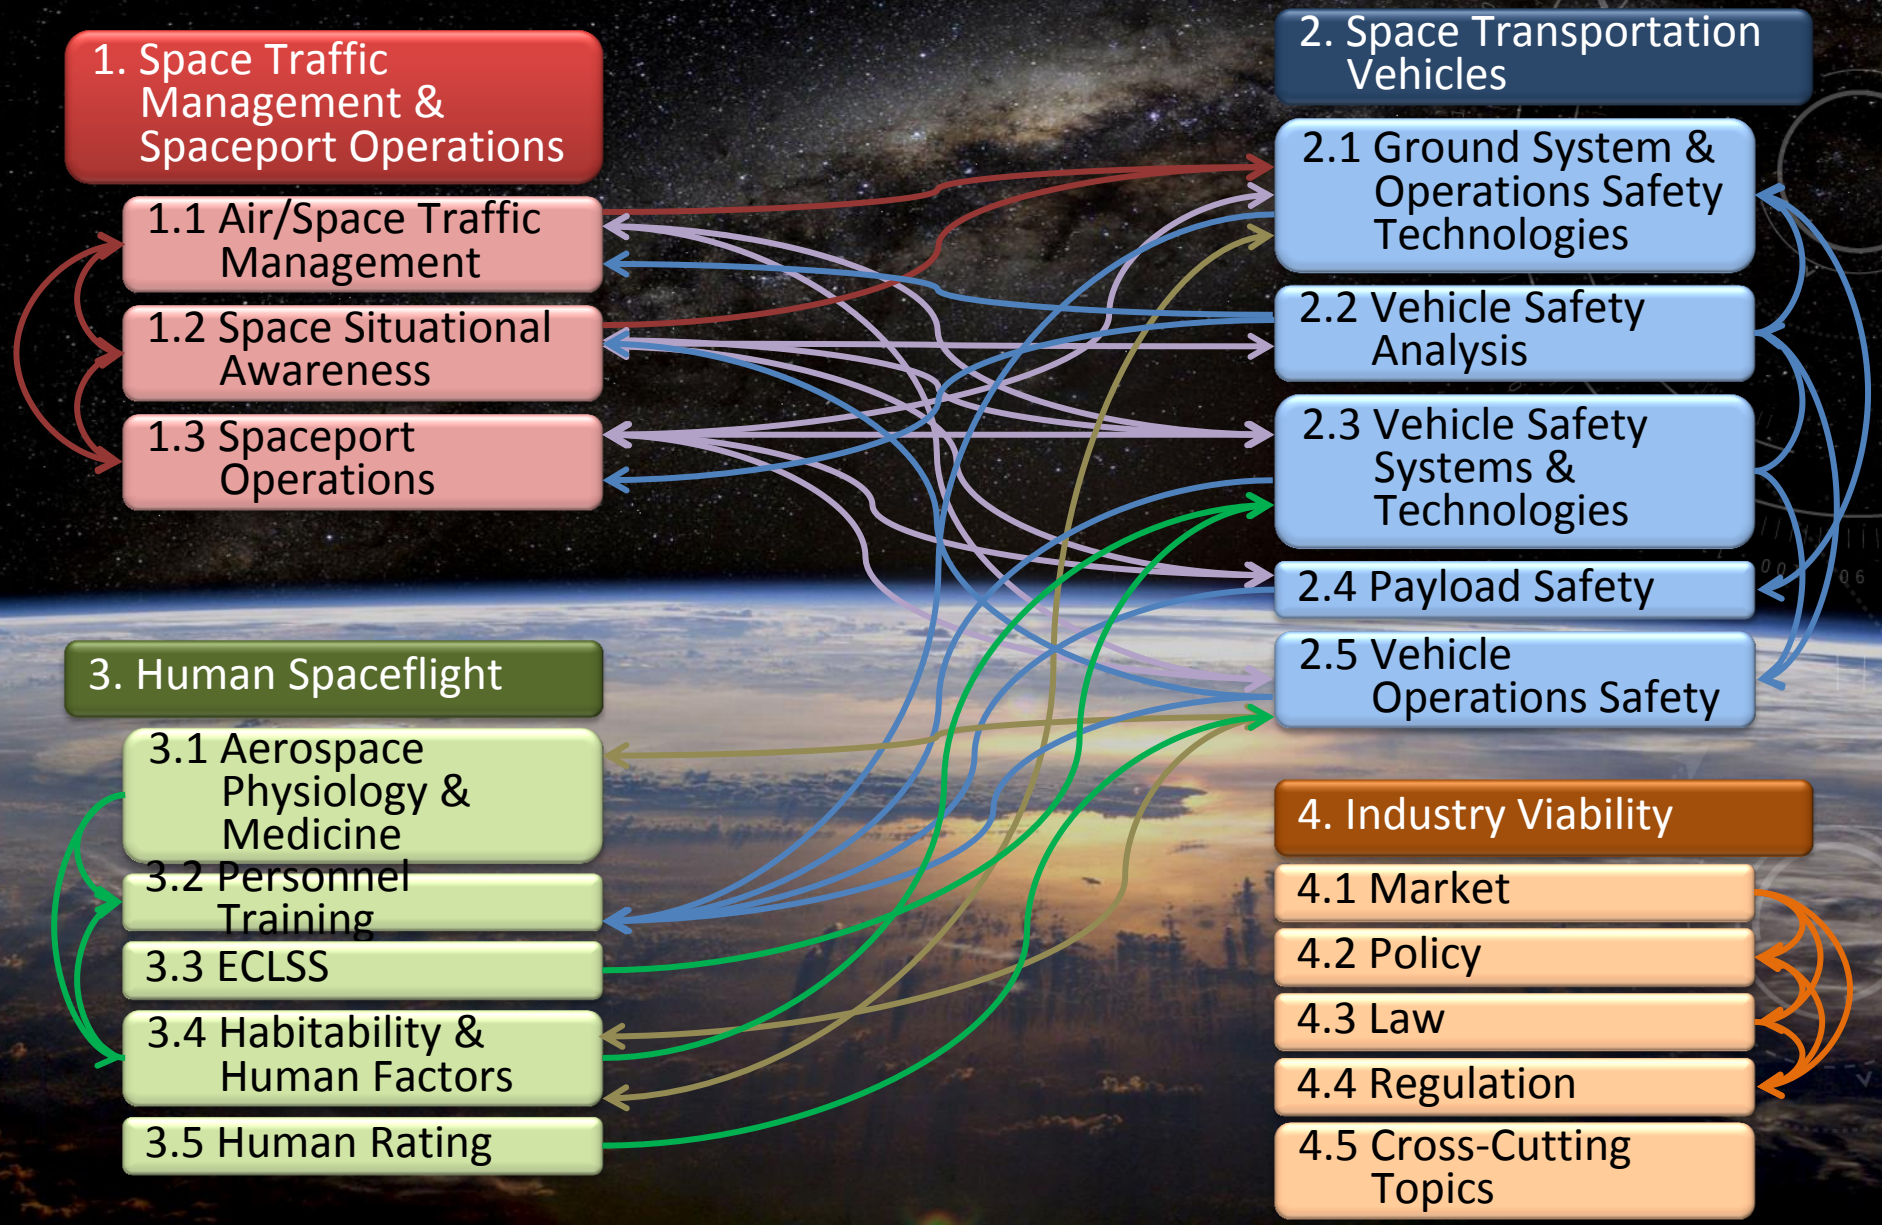 1. Space Traffic
Management &
Spaceport Operations
1.1 Air/Space Traffic
Management
1.2 Space Situational
Awareness
1.3 Spaceport
Operations
2. Space Transportation
Vehicles
2.1 Ground System &
Operations Safety
Technologies
2.2 Vehicle Safety
Analysis
2.3 Vehicle Safety
Systems &
Technologies
2.4 Payload Safety
2.5 Vehicle
Operations Safety
3. Human Spaceflight
3.1 Aerospace
Physiology &
Medicine
3.2 Personnel
Training
3.3 ECLSS
3.4 Habitability &
Human Factors
3.5 Human Rating
4. Industry Viability
4.1 Market
4.2 Policy
4.3 Law
4.4 Regulation
4.5 Cross-Cutting
Topics